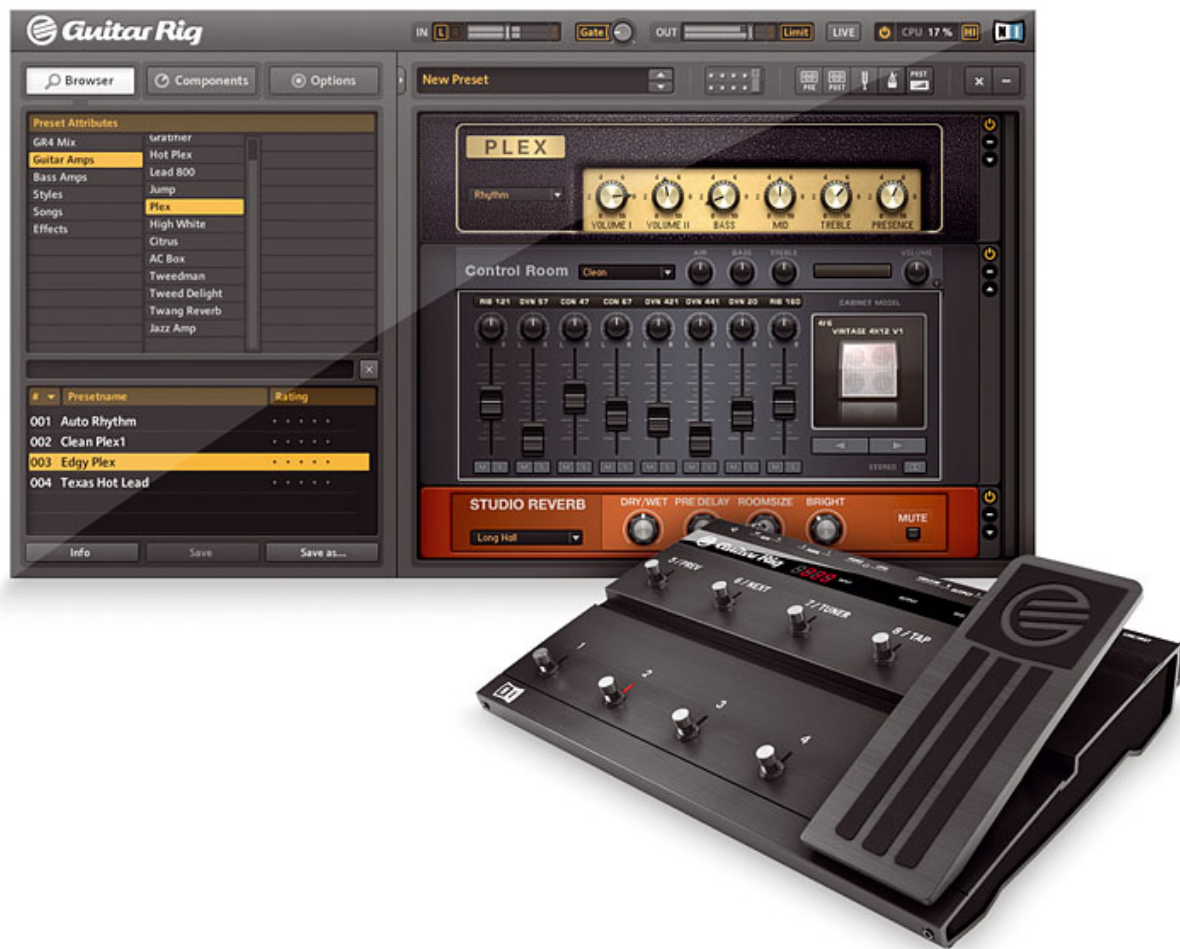 Guitar Rig
IN L R Gate OUT Limit LIVE CPU 17 % HI
Browser Components Options
New Preset
PRE POST PRST
Preset Attributes
GR4 Mix
Guitar Amps
Bass Amps
Styles
Songs
Effects
Gratifier
Hot Plex
Lead 800
Jump
Plex
High White
Citrus
AC Box
Tweedman
Tweed Delight
Twang Reverb
Jazz Amp
# Presetname Rating
001 Auto Rhythm
002 Clean Plex1
003 Edgy Plex
004 Texas Hot Lead
Info Save Save as...
PLEX
Rhythm
VOLUME I VOLUME II BASS MID TREBLE PRESENCE
Control Room Clean
AIR BASS TREBLE VOLUME
RIB 121 DYN 57 CON 47 CON 67 DYN 421 DYN 441 DYN 20 RIB 160
CABINET MODEL
4/6
VINTAGE 4X12 V1
M S M S M S M S M S M S M S M S
STEREO
STUDIO REVERB
Long Hall
DRY/WET PRE DELAY ROOMSIZE BRIGHT
MUTE
Guitar Rig
5 / PREV
6 / NEXT
7 / TUNER
8 / TAP
1
2
3
4